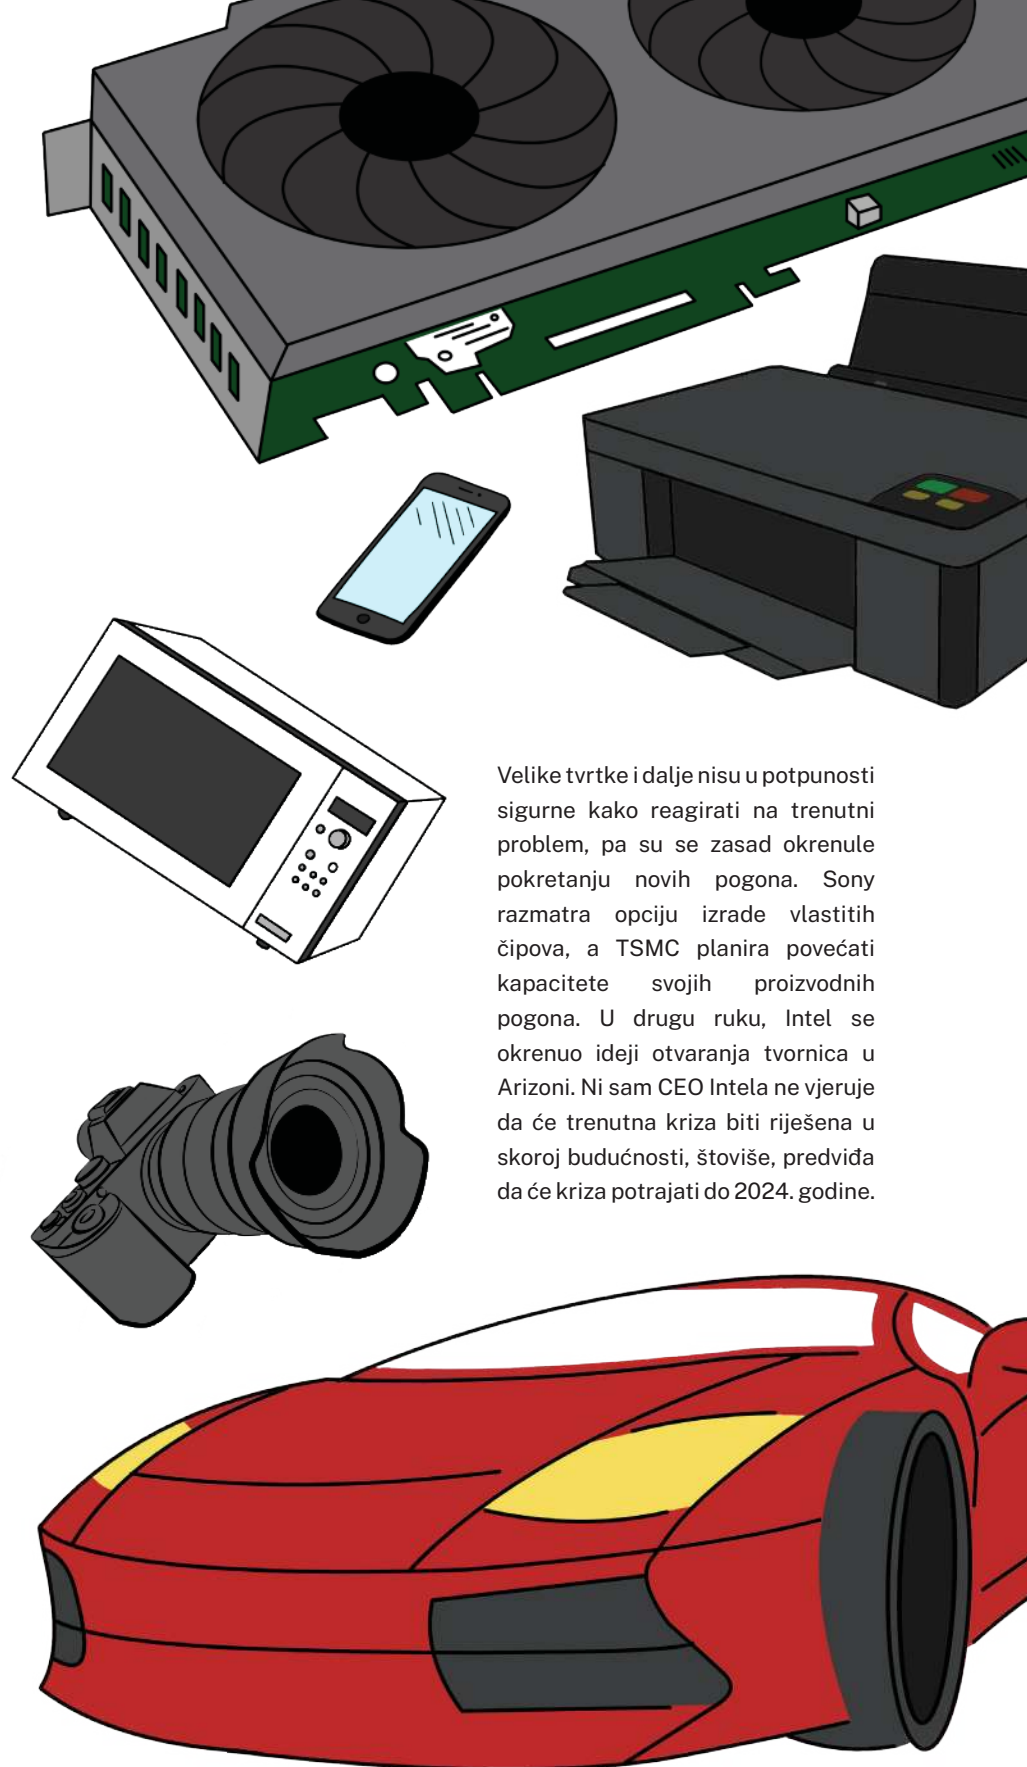 Velike tvrtke i dalje nisu u potpunosti
sigurne kako reagirati na trenutni
problem, pa su se zasad okrenule
pokretanju novih pogona. Sony
razmatra opciju izrade vlastitih
čipova, a TSMC planira povećati
kapacitete svojih proizvodnih
pogona. U drugu ruku, Intel se
okrenuo ideji otvaranja tvornica u
Arizoni. Ni sam CEO Intela ne vjeruje
da će trenutna kriza biti riješena u
skoroj budućnosti, štoviše, predviđa
da će kriza potrajati do 2024. godine.